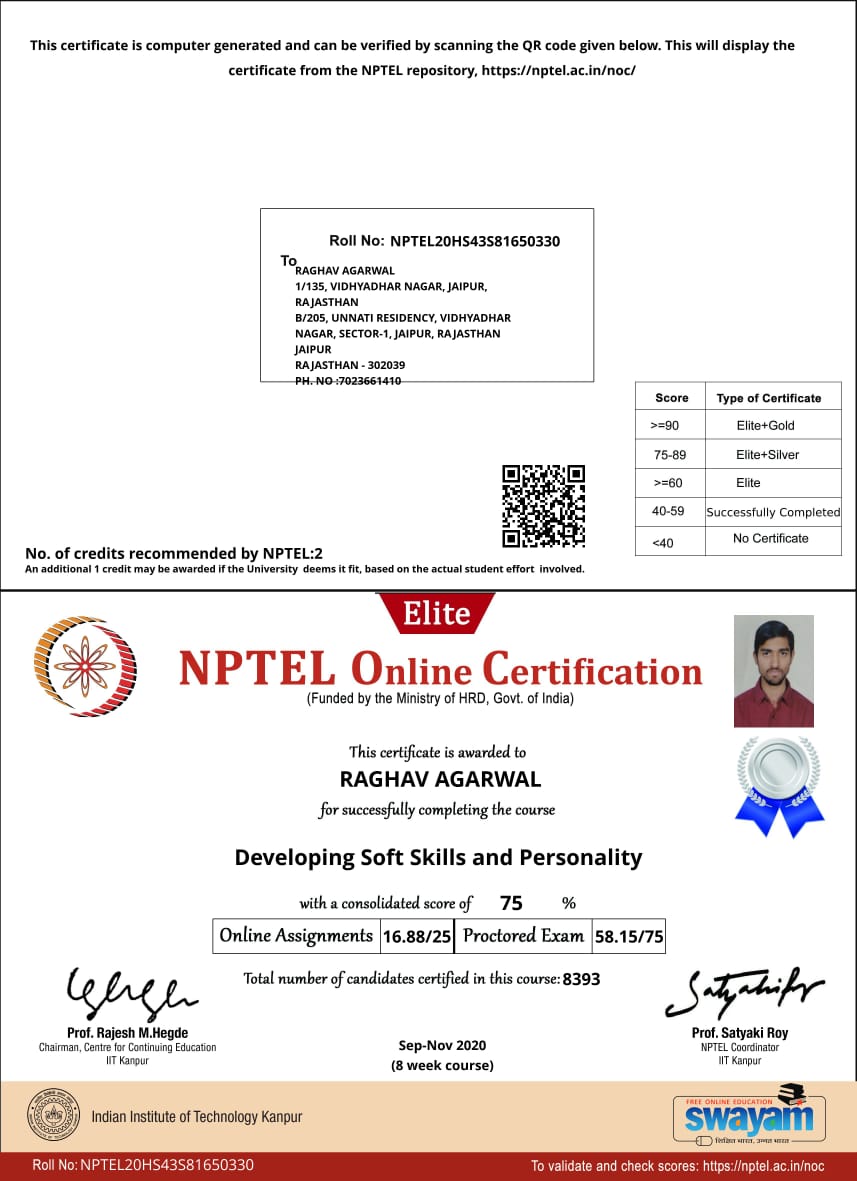 This certificate is computer generated and can be verified by scanning the QR code given below. This will display the
certificate from the NPTEL repository, https://nptel.ac.in/noc/
Roll No: NPTEL20HS43S81650330
To
RAGHAV AGARWAL
1/135, VIDHYADHAR NAGAR, JAIPUR,
RAJASTHAN
B/205, UNNATI RESIDENCY, VIDHYADHAR
NAGAR, SECTOR-1, JAIPUR, RAJASTHAN
JAIPUR
RAJASTHAN - 302039
PH. NO :7023661410
Score Type of Certificate
>=90 Elite+Gold
75-89 Elite+Silver
>=60 Elite
40-59 Successfully Completed
<40 No Certificate
No. of credits recommended by NPTEL:2
An additional 1 credit may be awarded if the University deems it fit, based on the actual student effort involved.
Elite
NPTEL Online Certification
(Funded by the Ministry of HRD, Govt. of India)
This certificate is awarded to
RAGHAV AGARWAL
for successfully completing the course
Developing Soft Skills and Personality
with a consolidated score of 75 %
Online Assignments 16.88/25 Proctored Exam 58.15/75
Total number of candidates certified in this course: 8393
Prof. Rajesh M.Hegde
Chairman, Centre for Continuing Education
IIT Kanpur
Sep-Nov 2020
(8 week course)
Prof. Satyaki Roy
NPTEL Coordinator
IIT Kanpur
Indian Institute of Technology Kanpur
FREE ONLINE EDUCATION
swayam
शिक्षित भारत, उन्नत भारत
Roll No: NPTEL20HS43S81650330
To validate and check scores: https://nptel.ac.in/noc